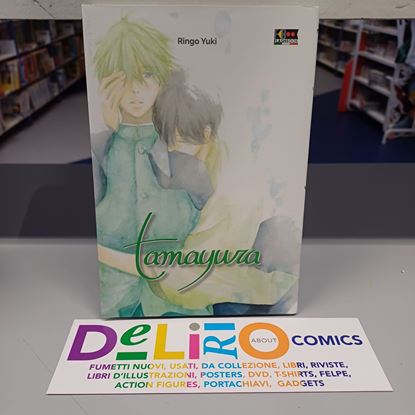 Ringo Yuki
tamayura
DeLiRiO ABOUT COMICS
FUMETTI NUOVI, USATI, DA COLLEZIONE, LIBRI, RIVISTE,
LIBRI D'ILLUSTRAZIONI, POSTERS, DVD, T-SHIRTS, FELPE,
ACTION FIGURES, PORTACHIAVI, GADGETS